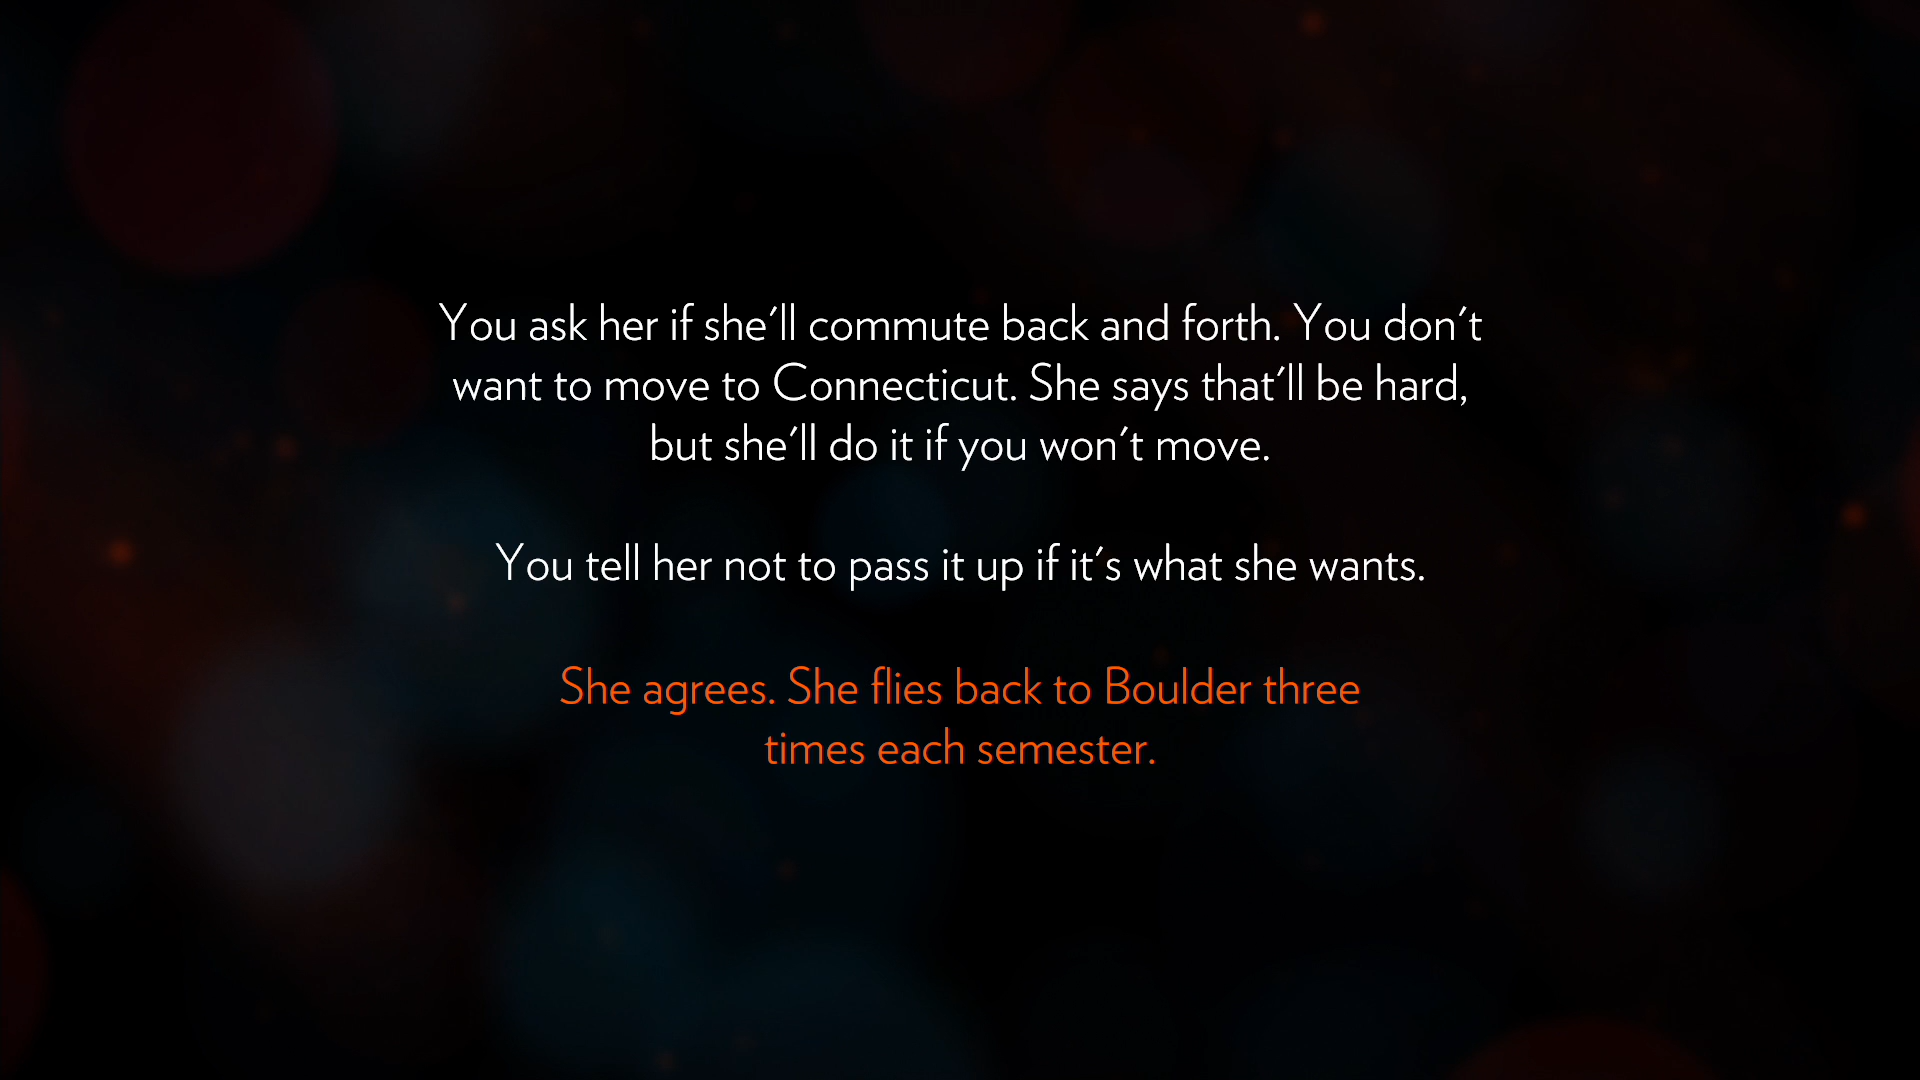 You ask her if she'll commute back and forth. You don't
want to move to Connecticut. She says that'll be hard,
but she'll do it if you won't move.
You tell her not to pass it up if it's what she wants.
She agrees. She flies back to Boulder three
times each semester.